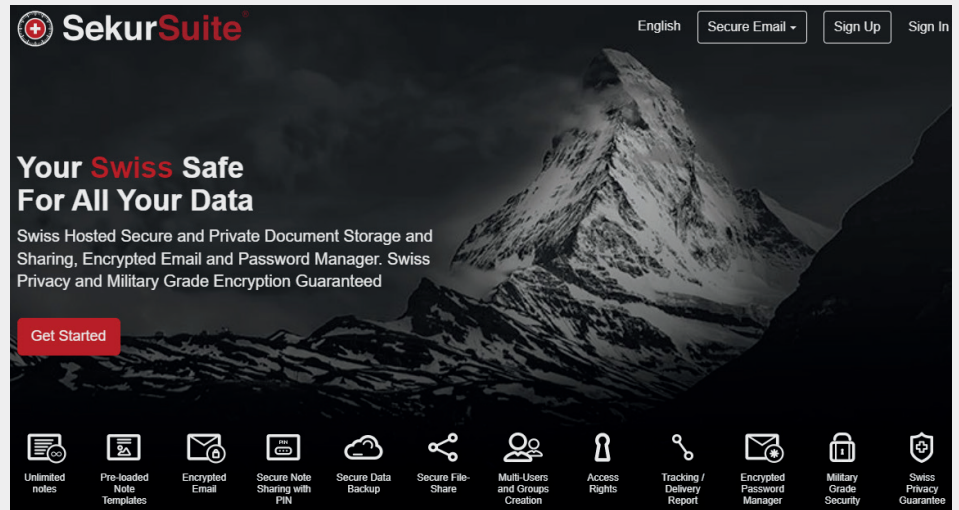 SekurSuite®
English
Secure Email
Sign Up
Sign In
Your Swiss Safe
For All Your Data
Swiss Hosted Secure and Private Document Storage and
Sharing, Encrypted Email and Password Manager. Swiss
Privacy and Military Grade Encryption Guaranteed
Get Started
Unlimited
notes
Pre-loaded
Note
Templates
Encrypted
Email
PIN
Secure Note
Sharing with
PIN
Secure Data
Backup
Secure File-
Share
Multi-Users
and Groups
Creation
Access
Rights
Tracking /
Delivery
Report
Encrypted
Password
Manager
Military
Grade
Security
Swiss
Privacy
Guarantee